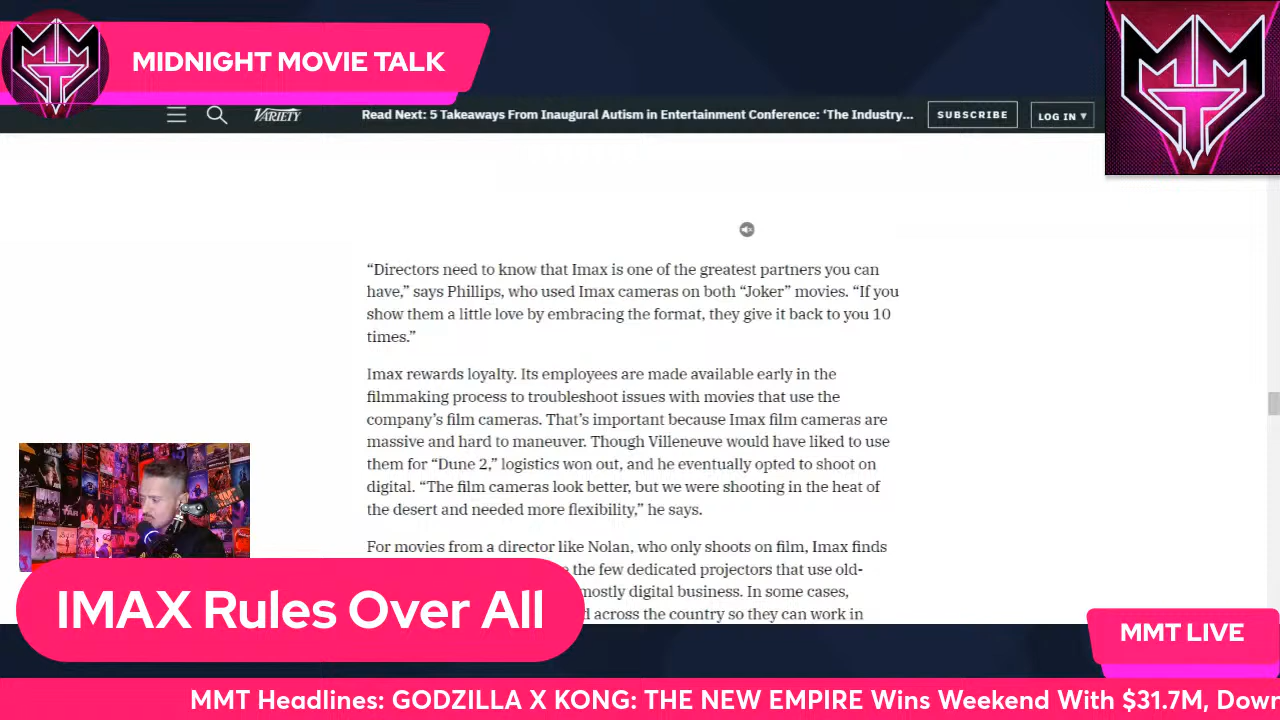 MIDNIGHT MOVIE TALK
VARIETY
Read Next: 5 Takeaways From Inaugural Autism in Entertainment Conference: ‘The Industry...
SUBSCRIBE
LOG IN ▾
“Directors need to know that Imax is one of the greatest partners you can
have,” says Phillips, who used Imax cameras on both “Joker” movies. “If you
show them a little love by embracing the format, they give it back to you 10
times.”
Imax rewards loyalty. Its employees are made available early in the
filmmaking process to troubleshoot issues with movies that use the
company’s film cameras. That’s important because Imax film cameras are
massive and hard to maneuver. Though Villeneuve would have liked to use
them for “Dune 2,” logistics won out, and he eventually opted to shoot on
digital. “The film cameras look better, but we were shooting in the heat of
the desert and needed more flexibility,” he says.
For movies from a director like Nolan, who only shoots on film, Imax finds
the few dedicated projectors that use old-
mostly digital business. In some cases,
across the country so they can work in
IMAX Rules Over All
MMT LIVE
MMT Headlines: GODZILLA X KONG: THE NEW EMPIRE Wins Weekend With $31.7M, Down